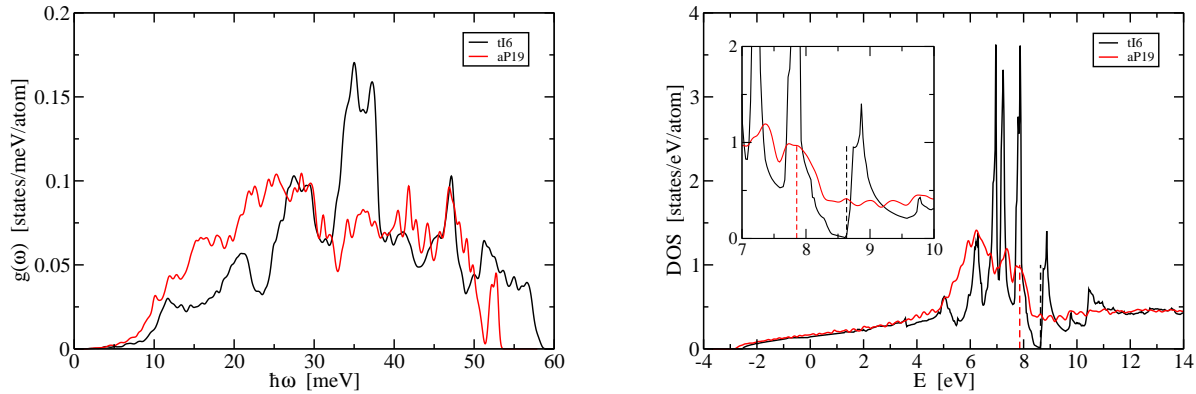 0.2
0.15
0.1
0.05
0
g(ω) [states/meV/atom]
tI6
aP19
0 10 20 30 40 50 60
ħω [meV]
4
3
2
1
0
DOS [states/eV/atom]
tI6
aP19
2
1
0
7 8 9 10
-4 -2 0 2 4 6 8 10 12 14
E [eV]